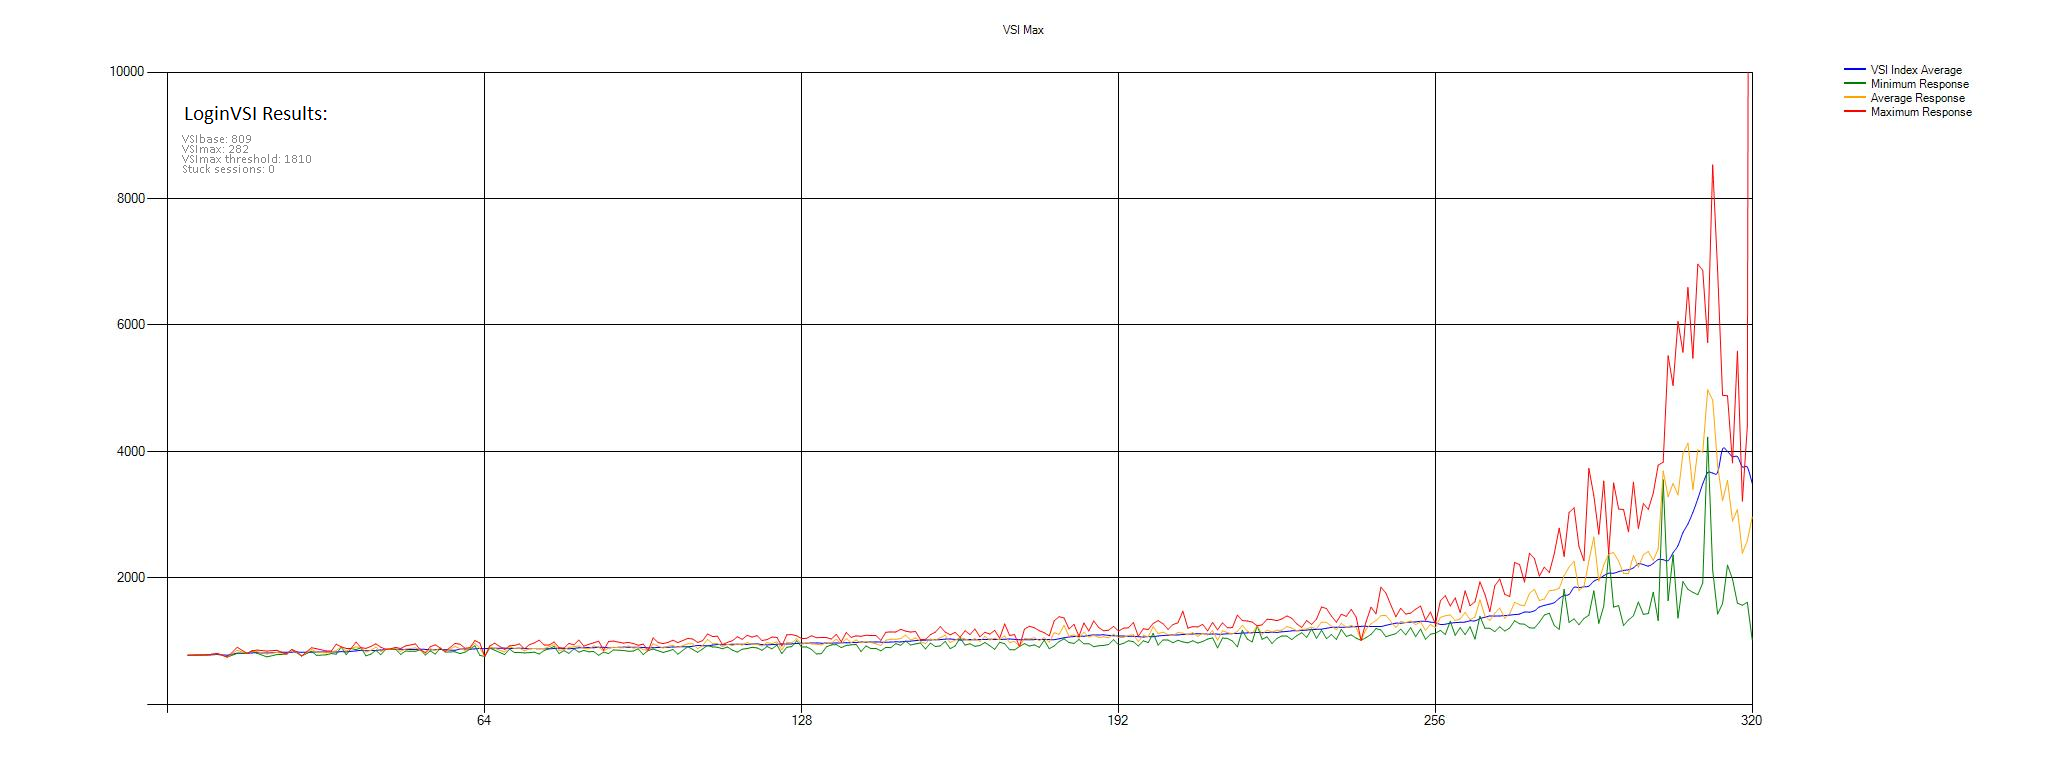 VSI Max
VSI Index Average
Minimum Response
Average Response
Maximum Response
LoginVSI Results:
VSIbase: 809
VSImax: 282
VSImax threshold: 1810
Stuck sessions: 0
10000
8000
6000
4000
2000
64
128
192
256
320